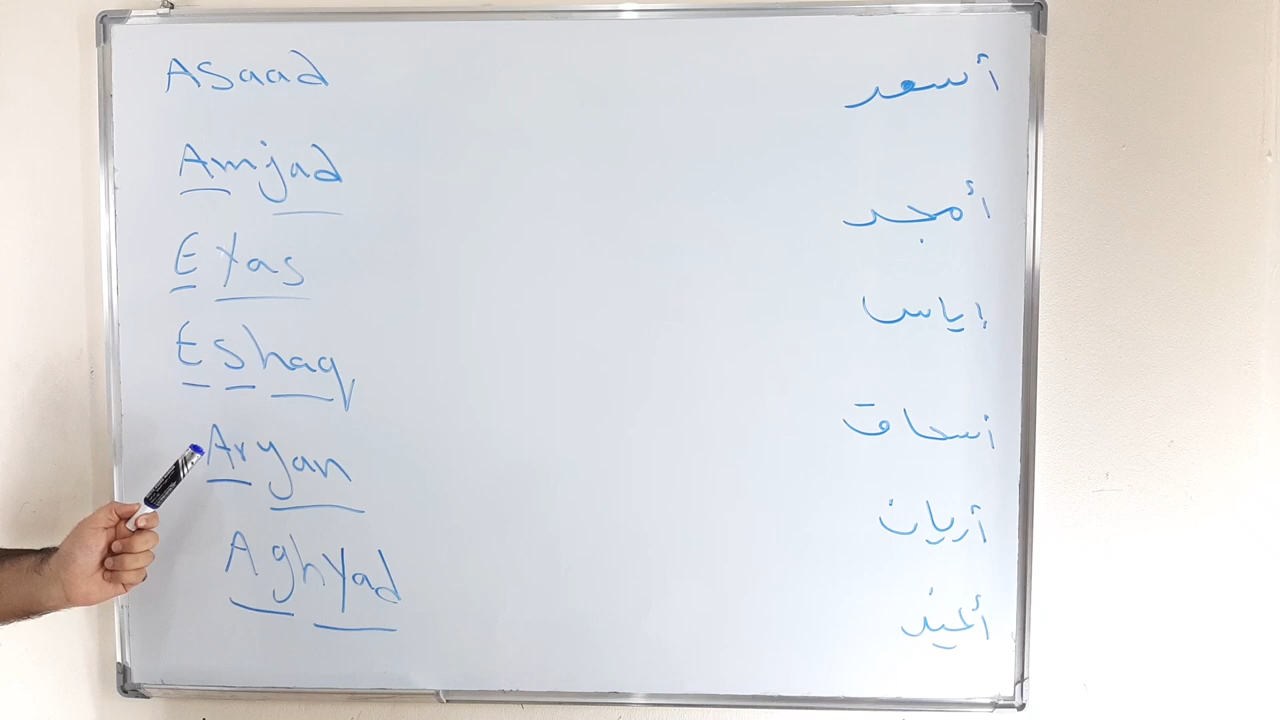 Asaad أسعد
Amjad أمجد
Eyas إياس
Eshaq إسحاق
Aryan أريان
Aghyad أغيد